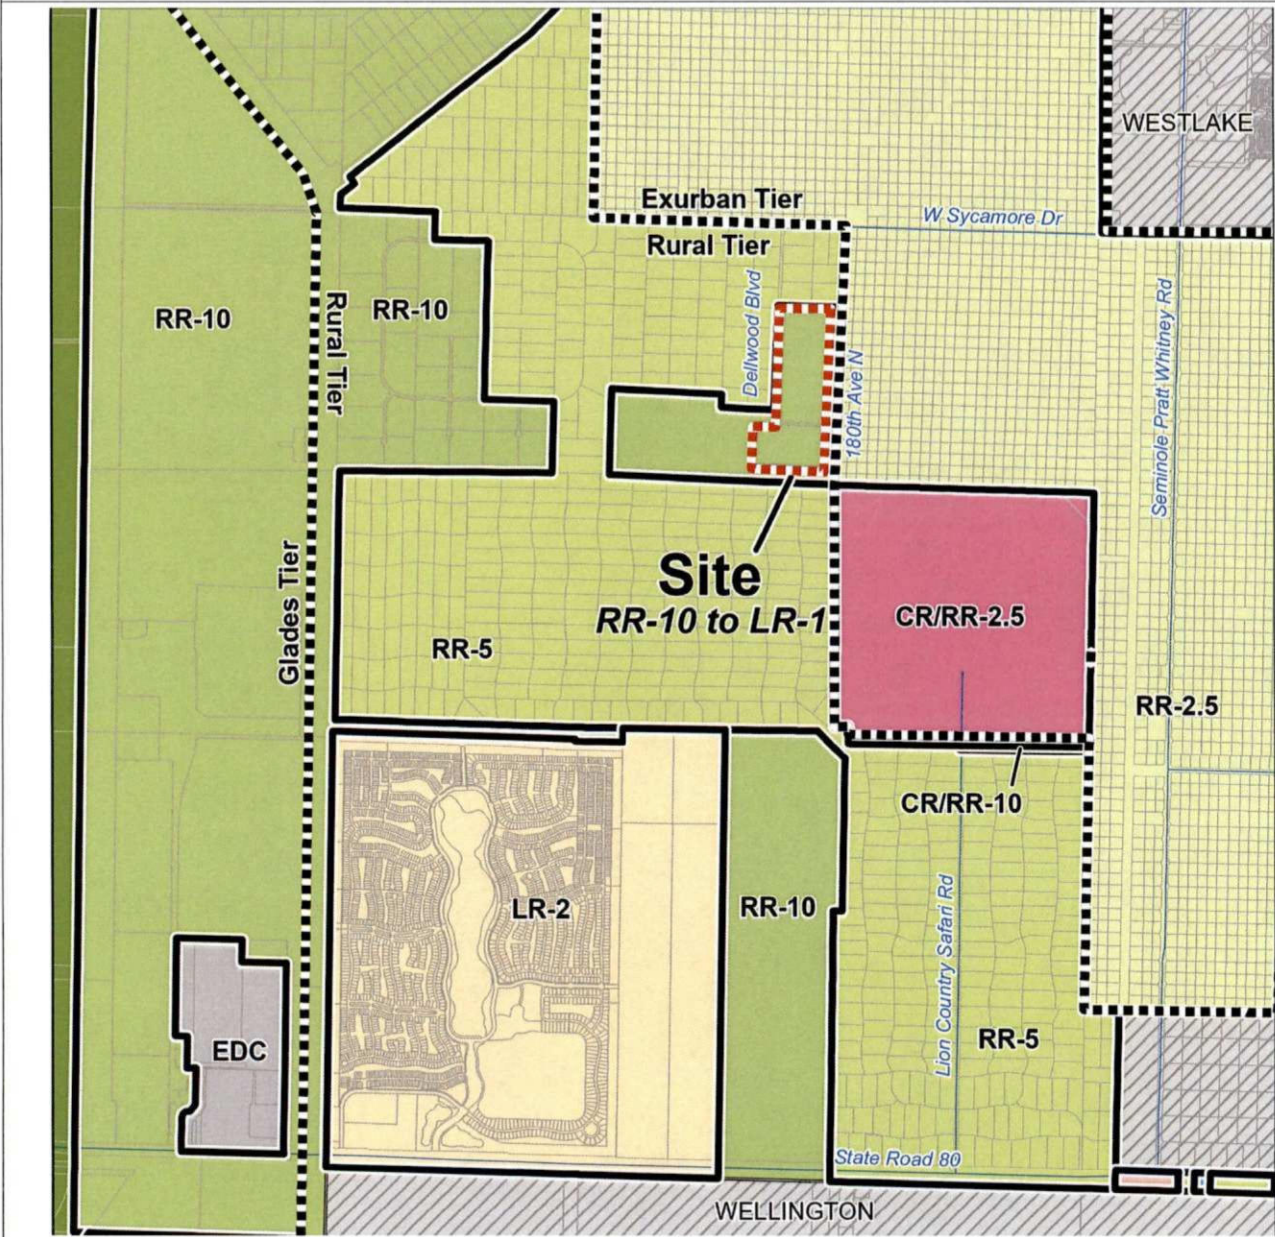 WESTLAKE
Exurban Tier
W Sycamore Dr
Rural Tier
Dellwood Blvd
Seminole Pratt Whitney Rd
RR-10
Rural Tier
RR-10
180th Ave N
Glades Tier
Site
RR-10 to LR-1
CR/RR-2.5
RR-5
RR-2.5
CR/RR-10
LR-2
RR-10
Lion Country Safari Rd
RR-5
EDC
State Road 80
WELLINGTON